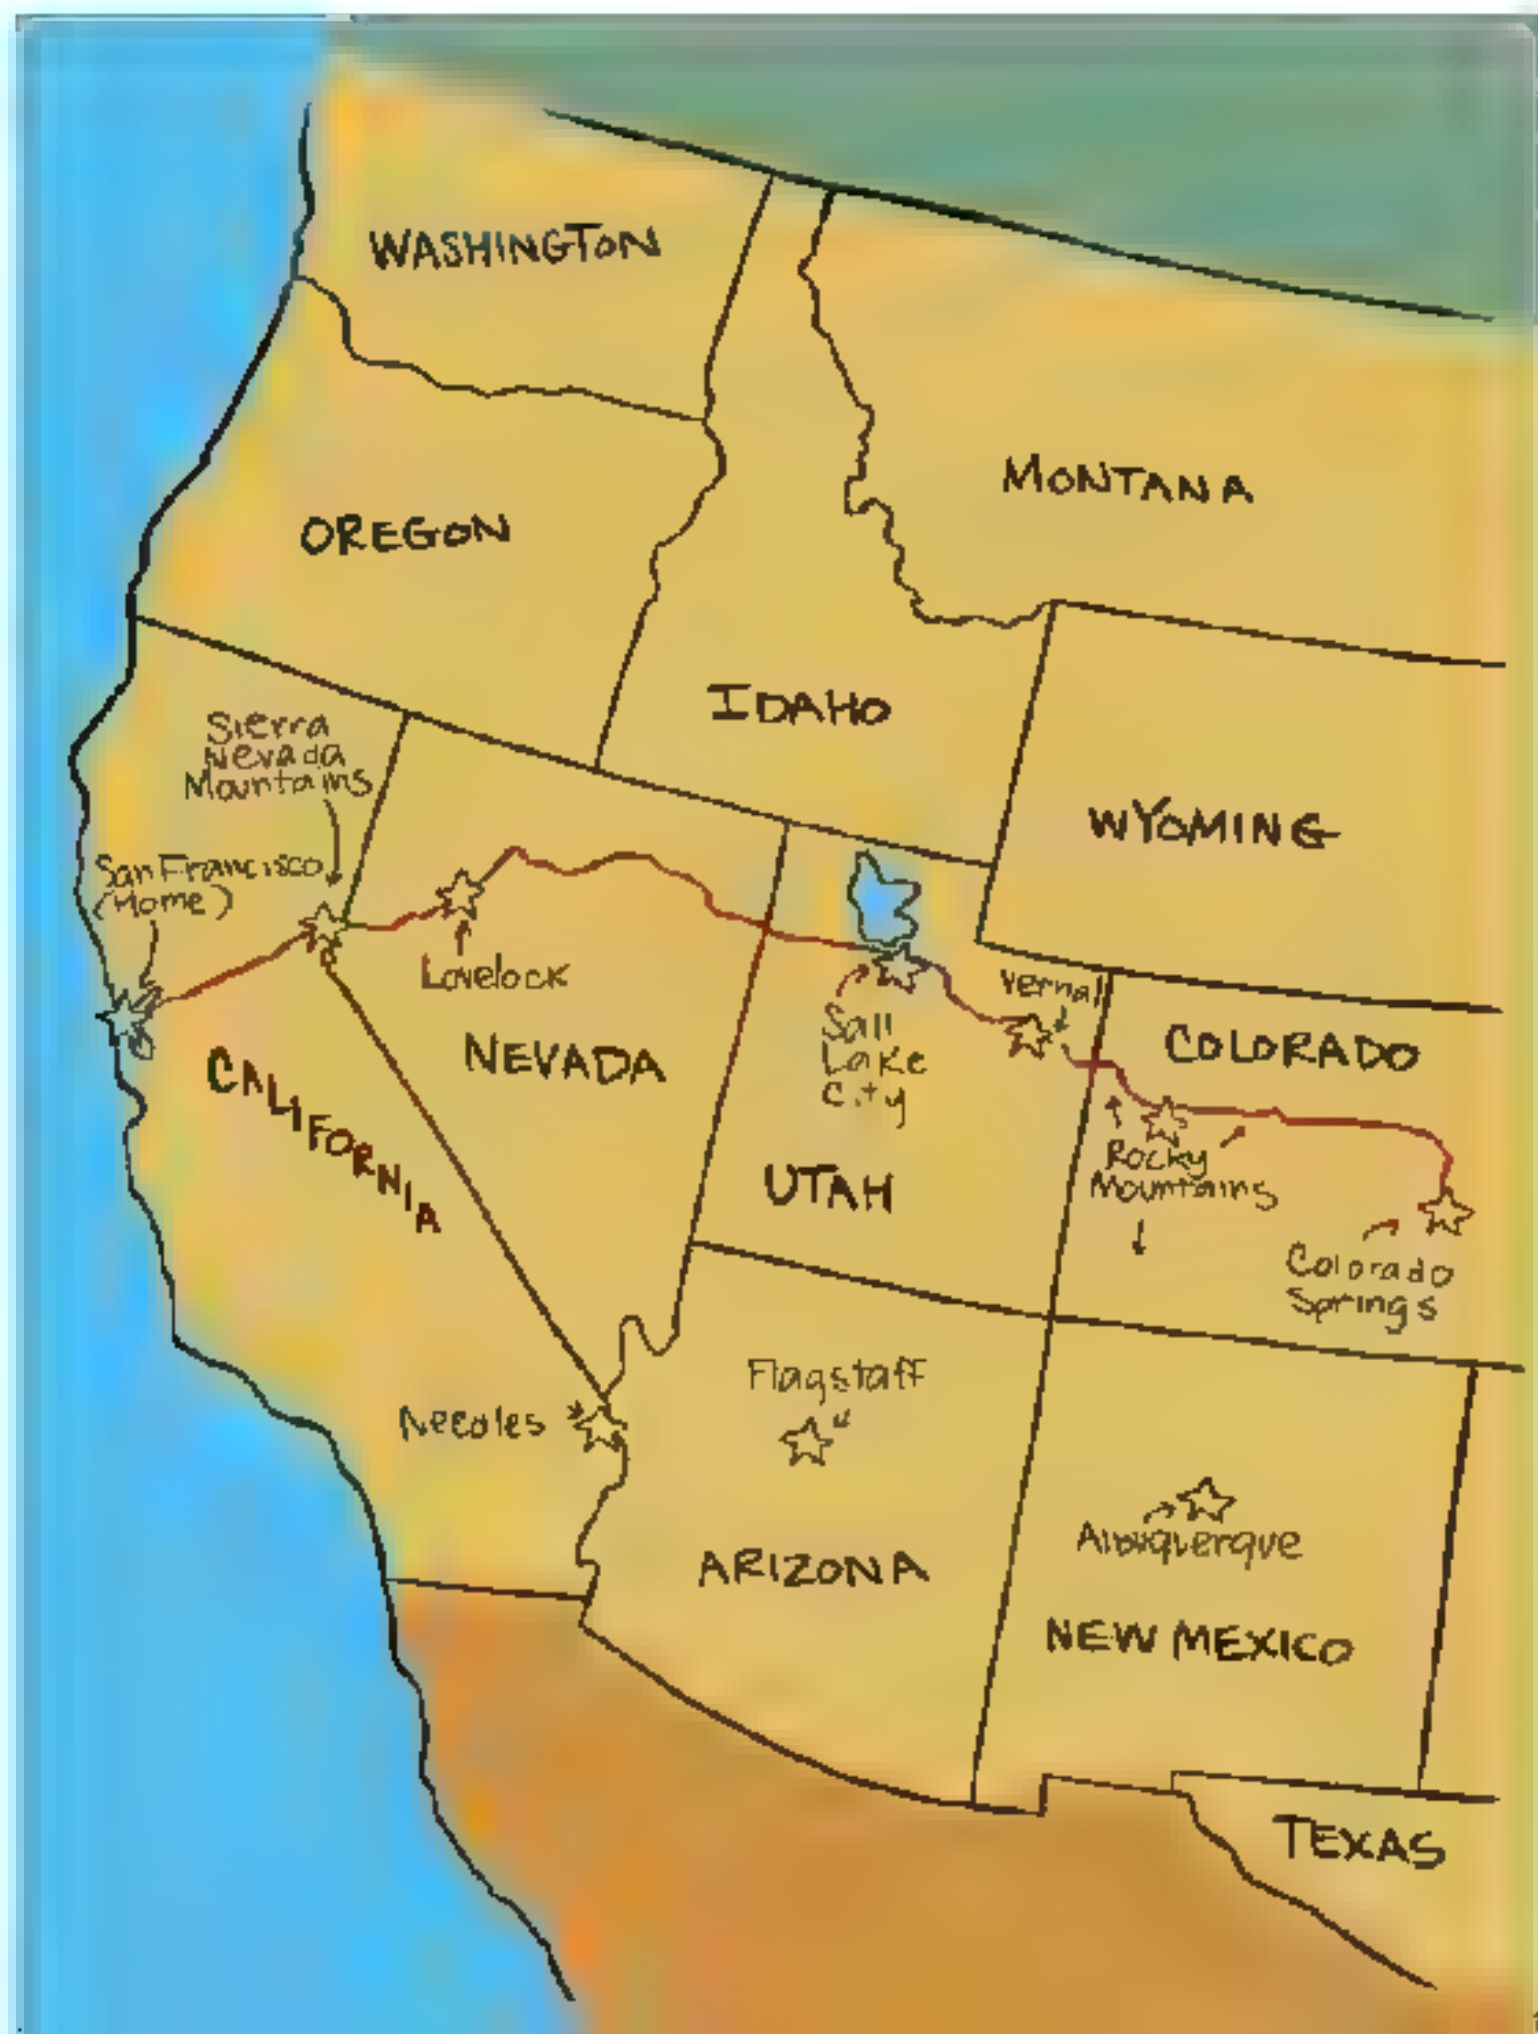 WASHINGTON
MONTANA
OREGON
IDAHO
Sierra
Nevada
Mountains
WYOMING
San Francisco
(Home)
Lovelock
Vernal
NEVADA
Salt
Lake
City
COLORADO
CALIFORNIA
UTAH
Rocky
Mountains
Colorado
Springs
Flagstaff
Needles
Albuquerque
ARIZONA
NEW MEXICO
TEXAS